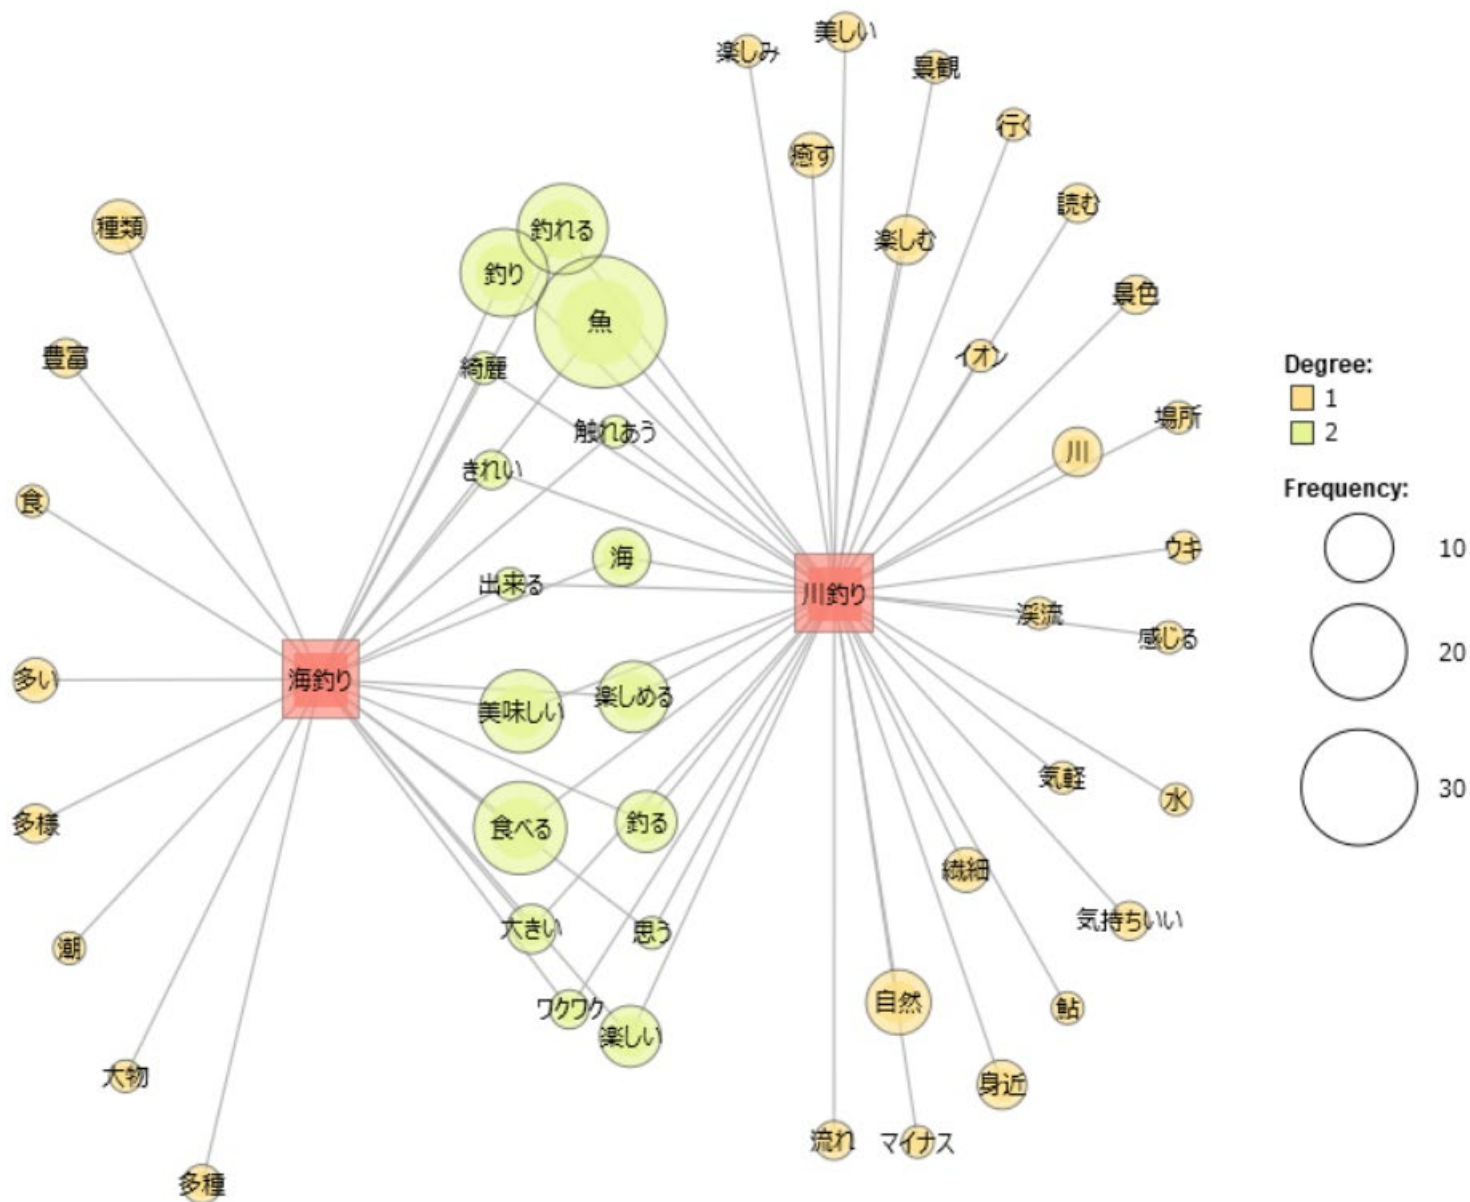 楽しみ
美しい
景観
行く
癒す
読む
種類
釣れる
楽しむ
釣り
景色
魚
豊富
綺麗
イオン
Degree:
1
2
場所
触れあう
川
きれい
食
Frequency:
10
ウキ
海
出来る
川釣り
渓流
感じる
20
多い
海釣り
美味しい
楽しめる
気軽
水
30
多様
食べる
釣る
繊細
気持ちいい
潮
大きい
思う
ワクワク
自然
鮎
楽しい
大物
身近
流れ
マイナス
多種